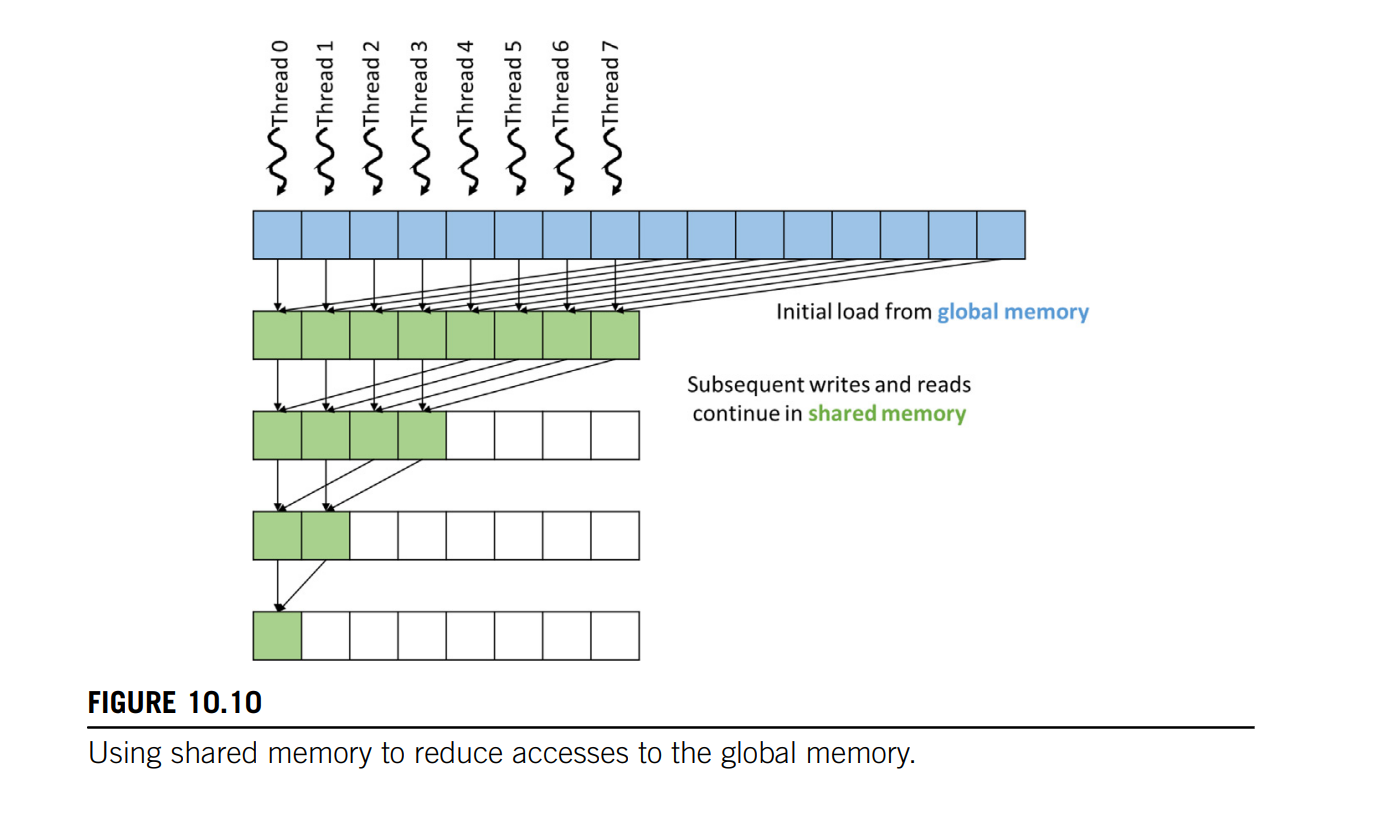 Thread 0
Thread 1
Thread 2
Thread 3
Thread 4
Thread 5
Thread 6
Thread 7
Initial load from global memory
Subsequent writes and reads
continue in shared memory
FIGURE 10.10
Using shared memory to reduce accesses to the global memory.